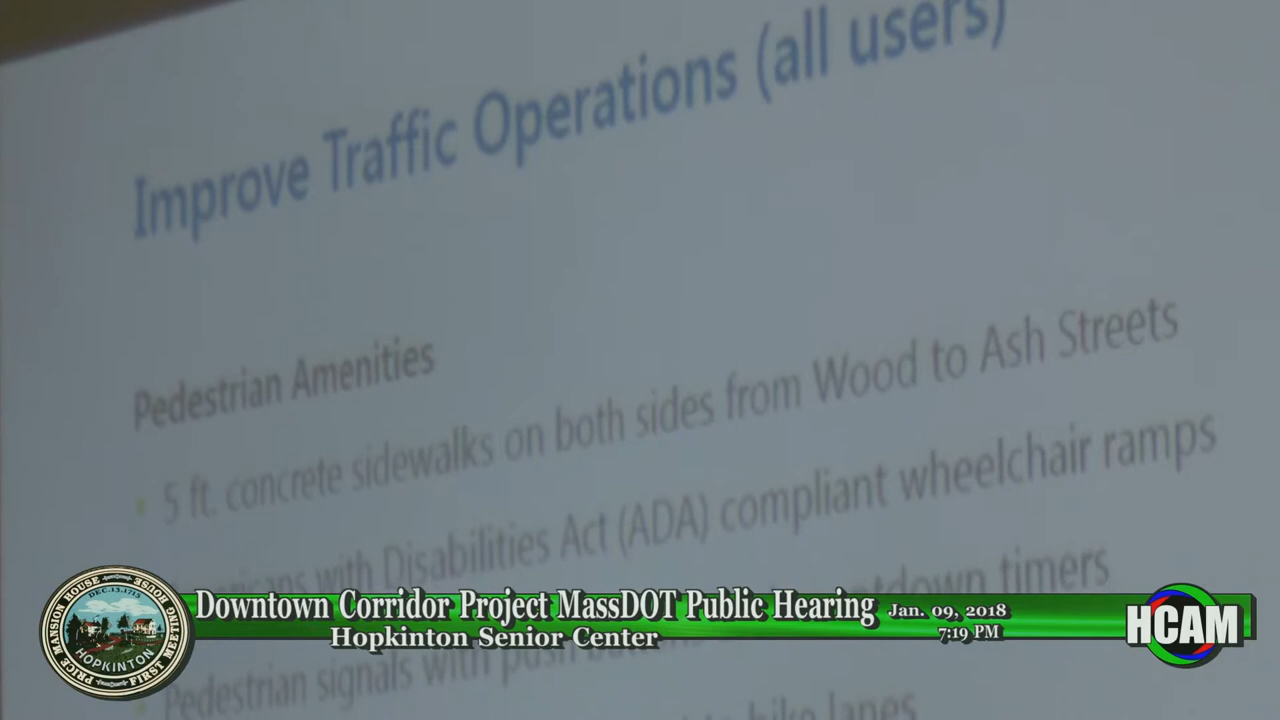 Improve Traffic Operations (all users)
Pedestrian Amenities
5 ft. concrete sidewalks on both sides from Wood to Ash Streets
with Disabilities Act (ADA) compliant wheelchair ramps
timers
Pedestrian signals with push
bike lanes
Downtown Corridor Project MassDOT Public Hearing
Jan. 09, 2018
Hopkinton Senior Center
7:19 PM
PRICE MANSION HOUSE
FIRST MEETING HOUSE
DEC. 13, 1715
HOPKINTON
HCAM